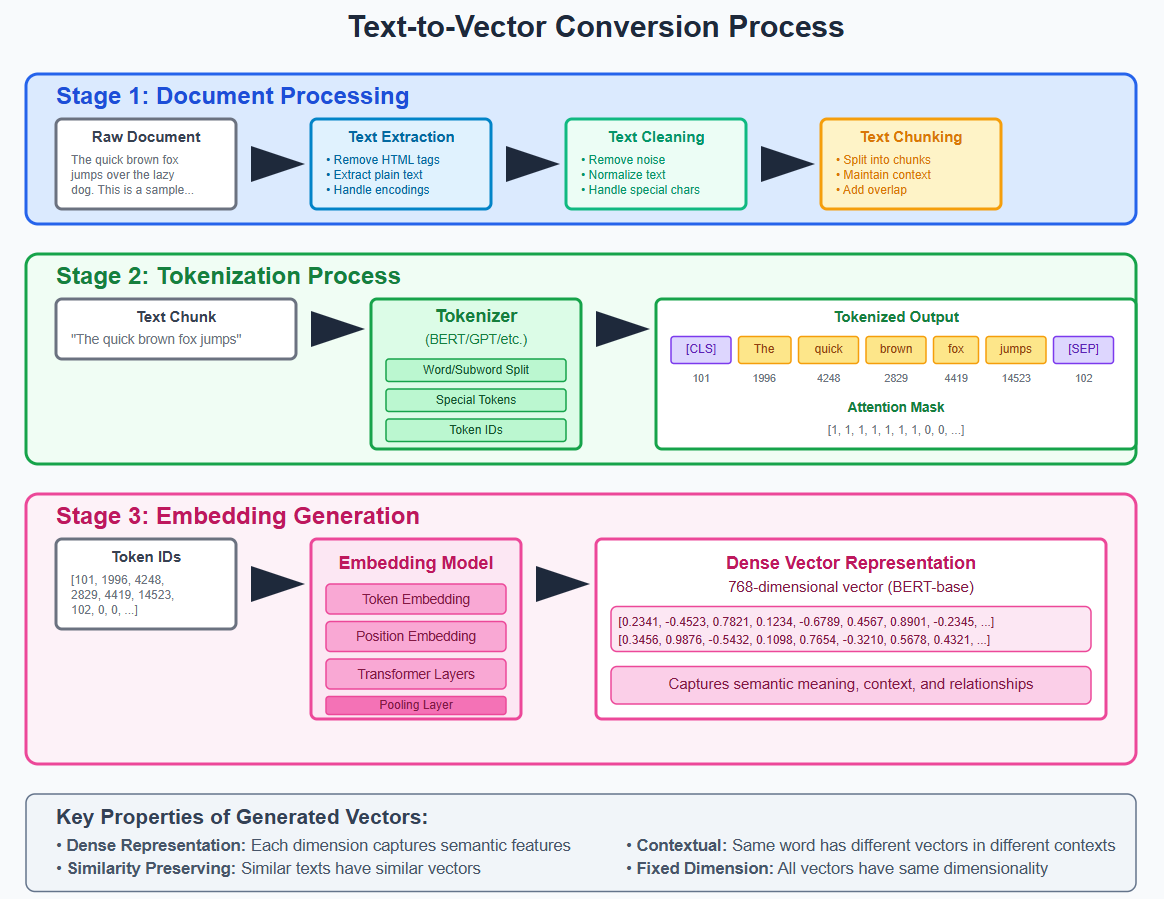 Text-to-Vector Conversion Process
Stage 1: Document Processing
Raw Document
The quick brown fox
jumps over the lazy
dog. This is a sample...
Text Extraction
• Remove HTML tags
• Extract plain text
• Handle encodings
Text Cleaning
• Remove noise
• Normalize text
• Handle special chars
Text Chunking
• Split into chunks
• Maintain context
• Add overlap
Stage 2: Tokenization Process
Text Chunk
"The quick brown fox jumps"
Tokenizer
(BERT/GPT/etc.)
Word/Subword Split
Special Tokens
Token IDs
Tokenized Output
[CLS] The quick brown fox jumps [SEP]
101 1996 4248 2829 4419 14523 102
Attention Mask
[1, 1, 1, 1, 1, 1, 1, 0, 0, ...]
Stage 3: Embedding Generation
Token IDs
[101, 1996, 4248,
2829, 4419, 14523,
102, 0, 0, ...]
Embedding Model
Token Embedding
Position Embedding
Transformer Layers
Pooling Layer
Dense Vector Representation
768-dimensional vector (BERT-base)
[0.2341, -0.4523, 0.7821, 0.1234, -0.6789, 0.4567, 0.8901, -0.2345, ...]
[0.3456, 0.9876, -0.5432, 0.1098, 0.7654, -0.3210, 0.5678, 0.4321, ...]
Captures semantic meaning, context, and relationships
Key Properties of Generated Vectors:
• Dense Representation: Each dimension captures semantic features
• Similarity Preserving: Similar texts have similar vectors
• Contextual: Same word has different vectors in different contexts
• Fixed Dimension: All vectors have same dimensionality